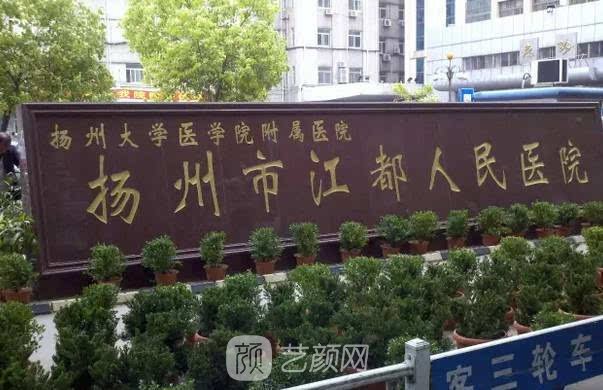 扬州大学医学院附属医院
扬州市江都人民医院
客三轮车
颜 艺颜网